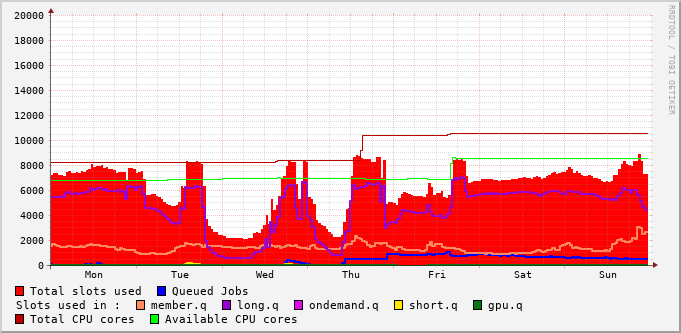 RRDTOOL / TOBI OETIKER
20000
18000
16000
14000
12000
10000
8000
6000
4000
2000
0
Mon Tue Wed Thu Fri Sat Sun
Total slots used Queued Jobs
Slots used in : member.q long.q ondemand.q short.q gpu.q
Total CPU cores Available CPU cores